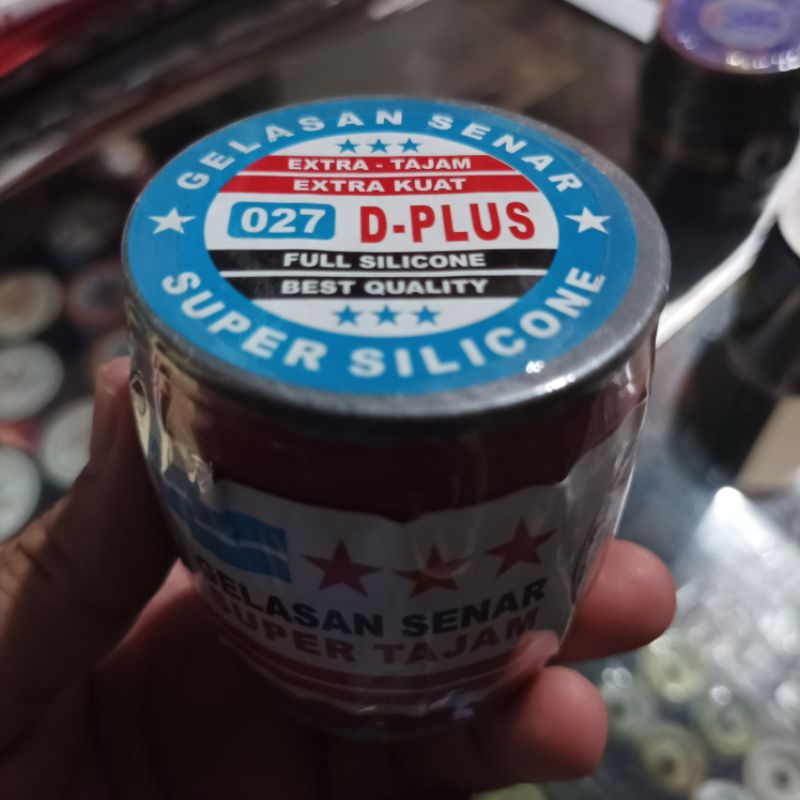 GELASAN SENAR
EXTRA - TAJAM
EXTRA KUAT
027 D-PLUS
FULL SILICONE
BEST QUALITY
SUPER SILICONE
GELASAN SENAR
SUPER TAJAM